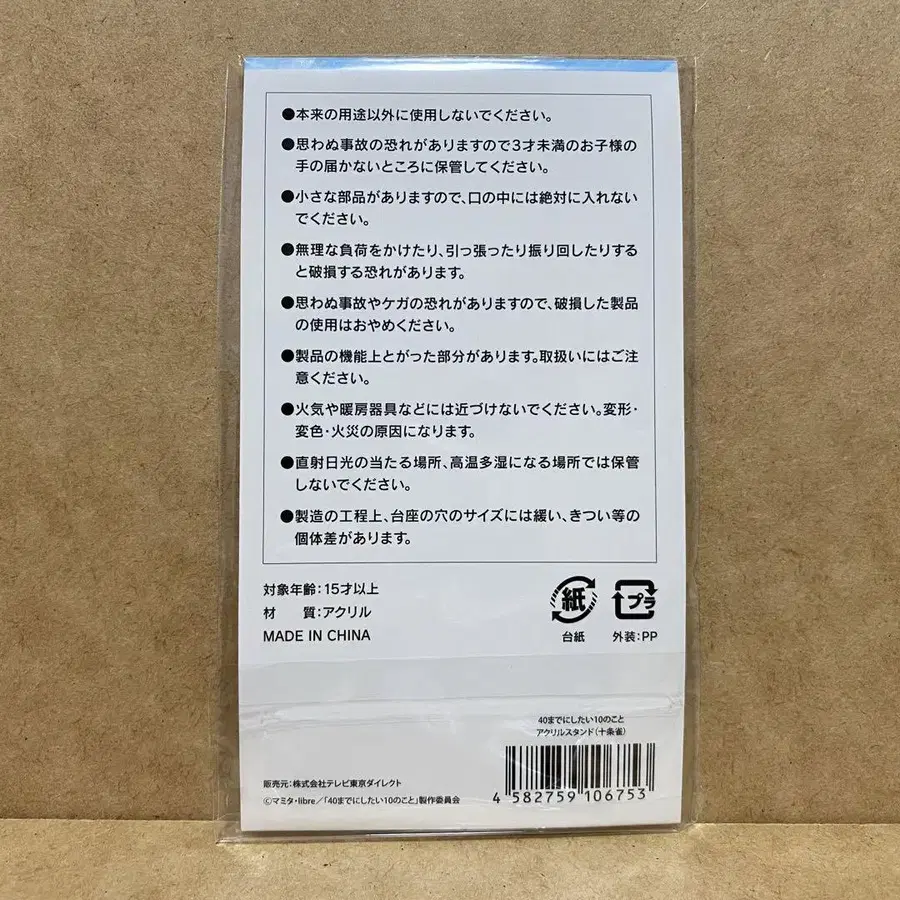 ●本来の用途以外に使用しないでください。
●思わぬ事故の恐れがありますので3才未満のお子様の
手の届かないところに保管してください。
●小さな部品がありますので、口の中には絶対に入れない
でください。
●無理な負荷をかけたり、引っ張ったり振り回したりする
と破損する恐れがあります。
●思わぬ事故やケガの恐れがありますので、破損した製品
の使用はおやめください。
●製品の機能上とがった部分があります。取扱いにはご注
意ください。
●火気や暖房器具などには近づけないでください。変形・
変色・火災の原因になります。
●直射日光の当たる場所、高温多湿になる場所では保管
しないでください。
●製造の工程上、台座の穴のサイズには緩い、きつい等の
個体差があります。
対象年齢：15才以上
材　質：アクリル
MADE IN CHINA
紙
台紙
プラ
外装：PP
40までにしたい10のこと
アクリルスタンド（十条雀）
4 582759 106753
販売元：株式会社テレビ東京ダイレクト
©マミタ・libre／「40までにしたい10のこと」製作委員会